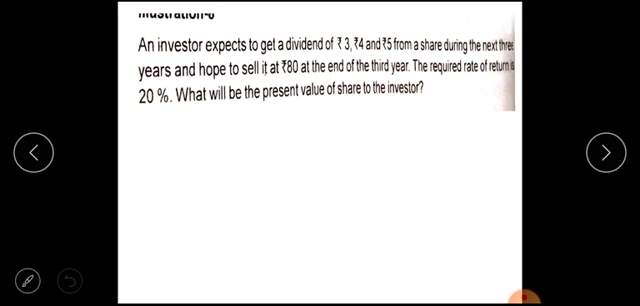 An investor expects to get a dividend of ₹ 3, ₹4 and ₹5 from a share during the next three
years and hope to sell it at ₹80 at the end of the third year. The required rate of return is
20 %. What will be the present value of share to the investor?